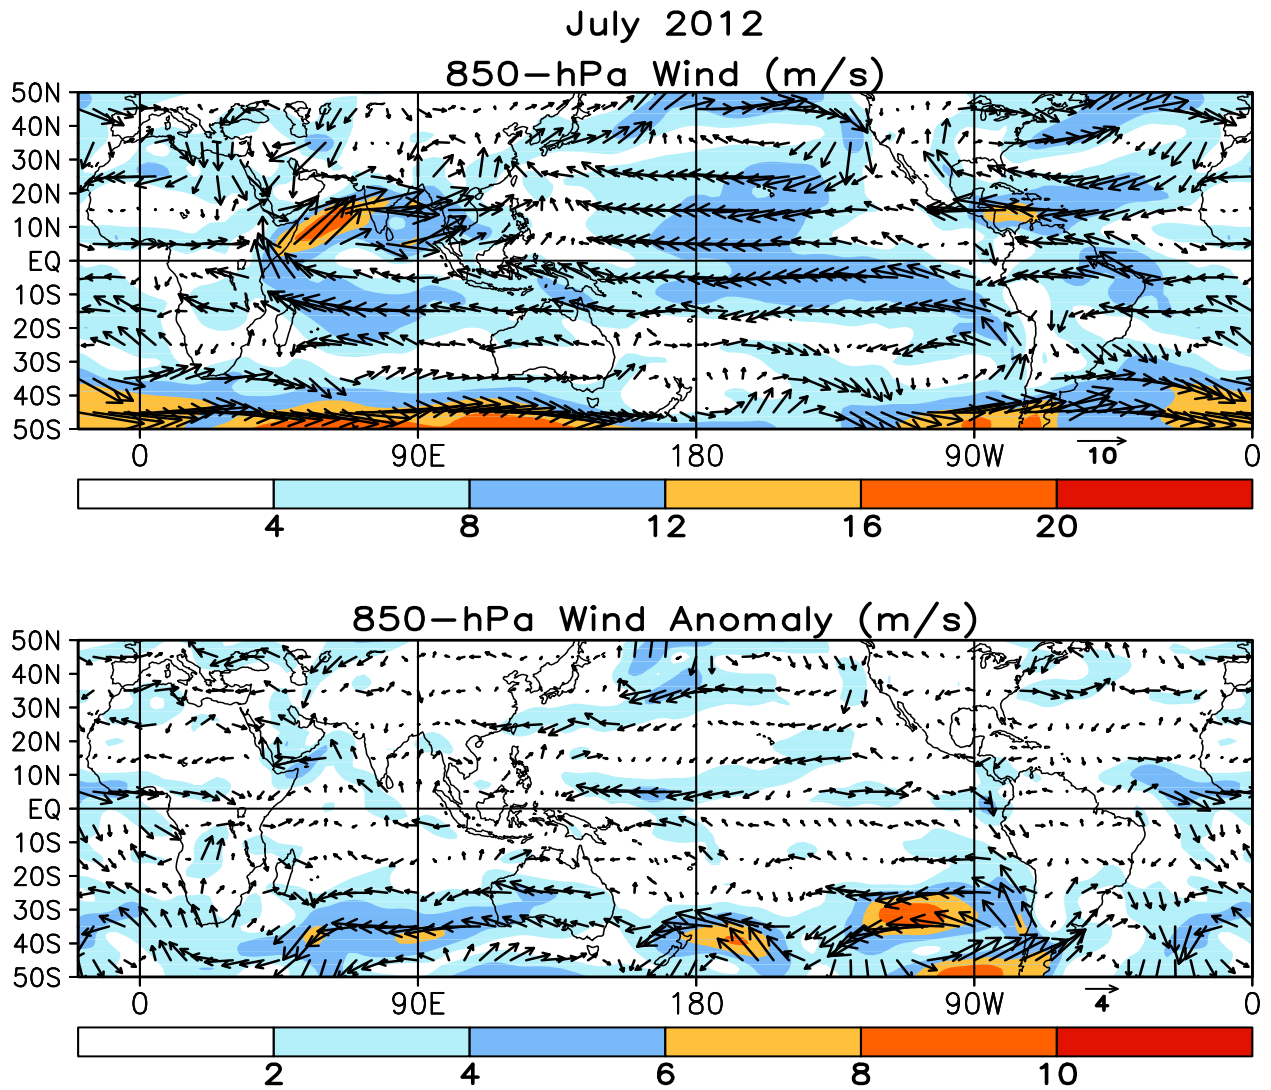 July 2012
850-hPa Wind (m/s)
50N
40N
30N
20N
10N
EQ
10S
20S
30S
40S
50S
0 90E 180 90W 0
10
4 8 12 16 20
850-hPa Wind Anomaly (m/s)
50N
40N
30N
20N
10N
EQ
10S
20S
30S
40S
50S
0 90E 180 90W 0
4
2 4 6 8 10